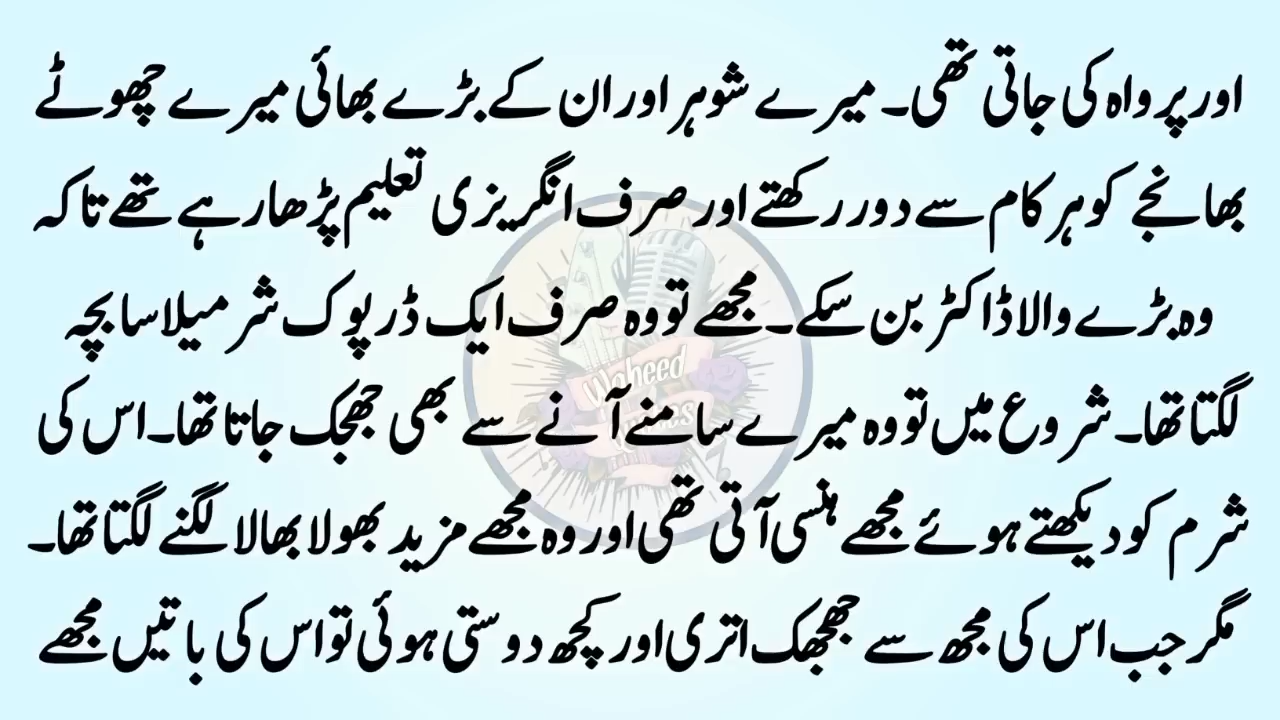 اور پرواہ کی جاتی تھی۔ میرے شوہر اور ان کے بڑے بھائی میرے چھوٹے
بھانجے کو ہر کام سے دور رکھتے اور صرف انگریزی تعلیم پڑھا رہے تھے تاکہ
وہ بڑے والا ڈاکٹر بن سکے۔ مجھے تو وہ صرف ایک ڈرپوک شرمیلا سا بچہ
لگتا تھا۔ شروع میں تو وہ میرے سامنے آنے سے بھی جھجک جاتا تھا۔ اس کی
شرم کو دیکھتے ہوئے مجھے ہنسی آتی تھی اور وہ مجھے مزید بھولا بھالا لگنے لگتا تھا۔
مگر جب اس کی مجھ سے جھجھک اتری اور کچھ دوستی ہوئی تو اس کی باتیں مجھے
Waheed